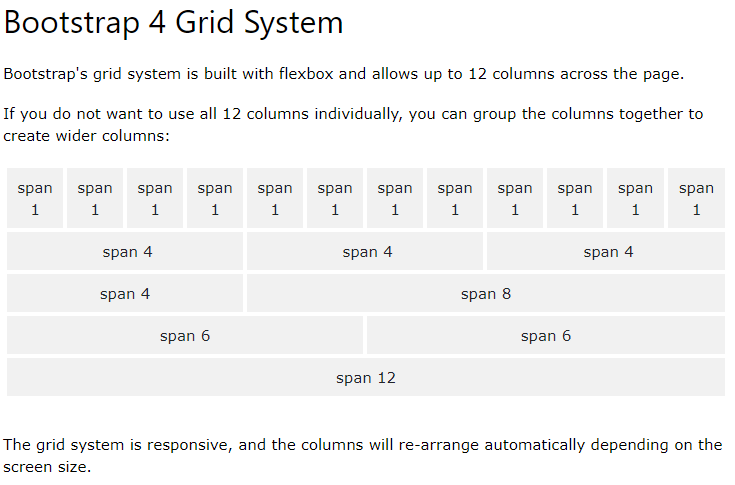 Bootstrap 4 Grid System
Bootstrap's grid system is built with flexbox and allows up to 12 columns across the page.
If you do not want to use all 12 columns individually, you can group the columns together to
create wider columns:
span span span span span span span span span span span span
1 1 1 1 1 1 1 1 1 1 1 1
span 4 span 4 span 4
span 4 span 8
span 6 span 6
span 12
The grid system is responsive, and the columns will re-arrange automatically depending on the
screen size.